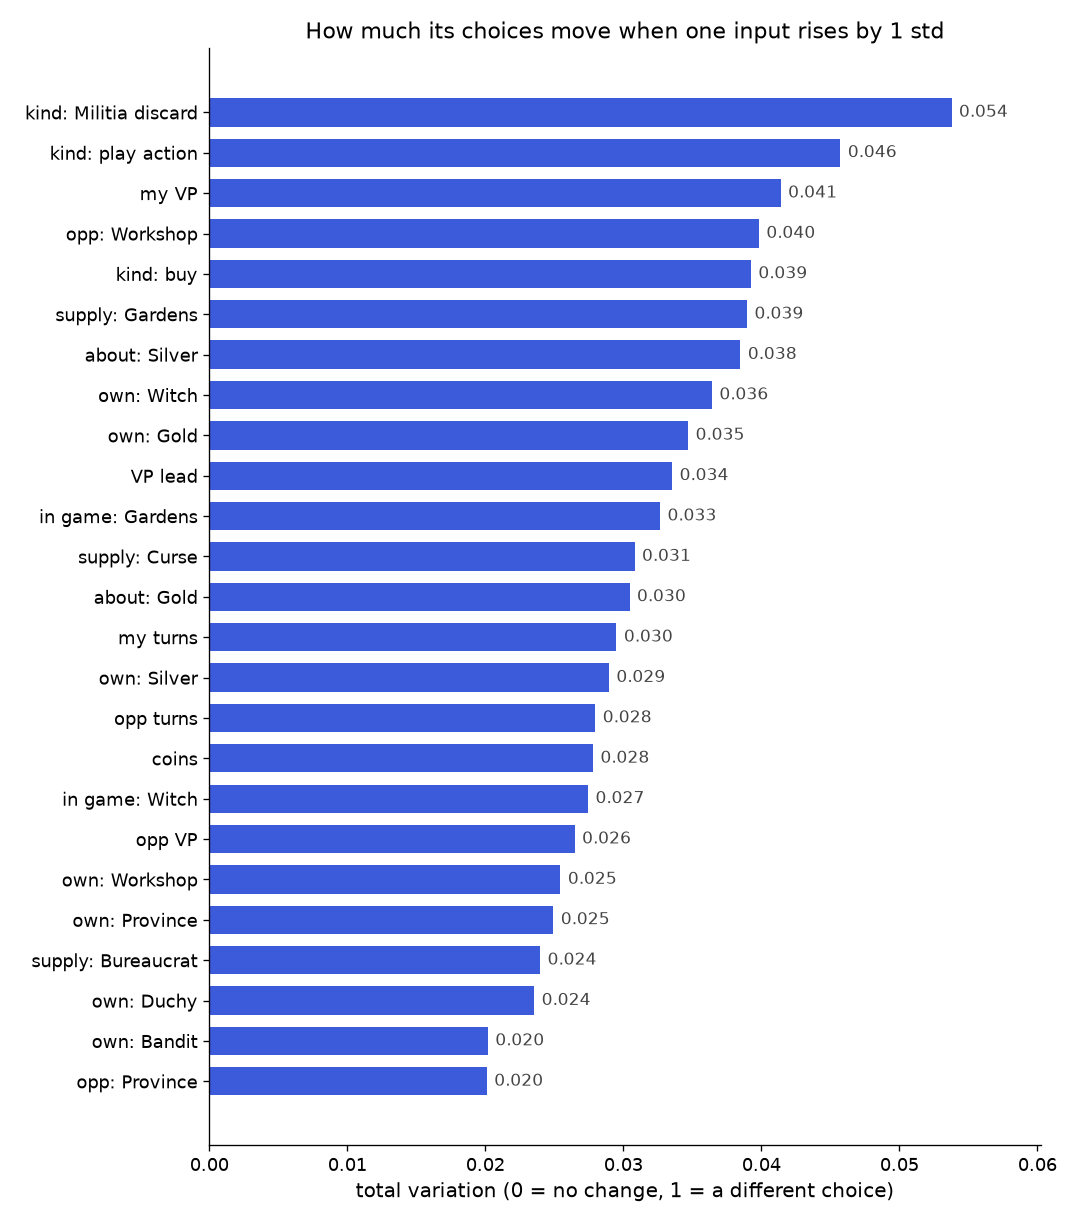 How much its choices move when one input rises by 1 std
kind: Militia discard 0.054
kind: play action 0.046
my VP 0.041
opp: Workshop 0.040
kind: buy 0.039
supply: Gardens 0.039
about: Silver 0.038
own: Witch 0.036
own: Gold 0.035
VP lead 0.034
in game: Gardens 0.033
supply: Curse 0.031
about: Gold 0.030
my turns 0.030
own: Silver 0.029
opp turns 0.028
coins 0.028
in game: Witch 0.027
opp VP 0.026
own: Workshop 0.025
own: Province 0.025
supply: Bureaucrat 0.024
own: Duchy 0.024
own: Bandit 0.020
opp: Province 0.020
0.00 0.01 0.02 0.03 0.04 0.05 0.06
total variation (0 = no change, 1 = a different choice)